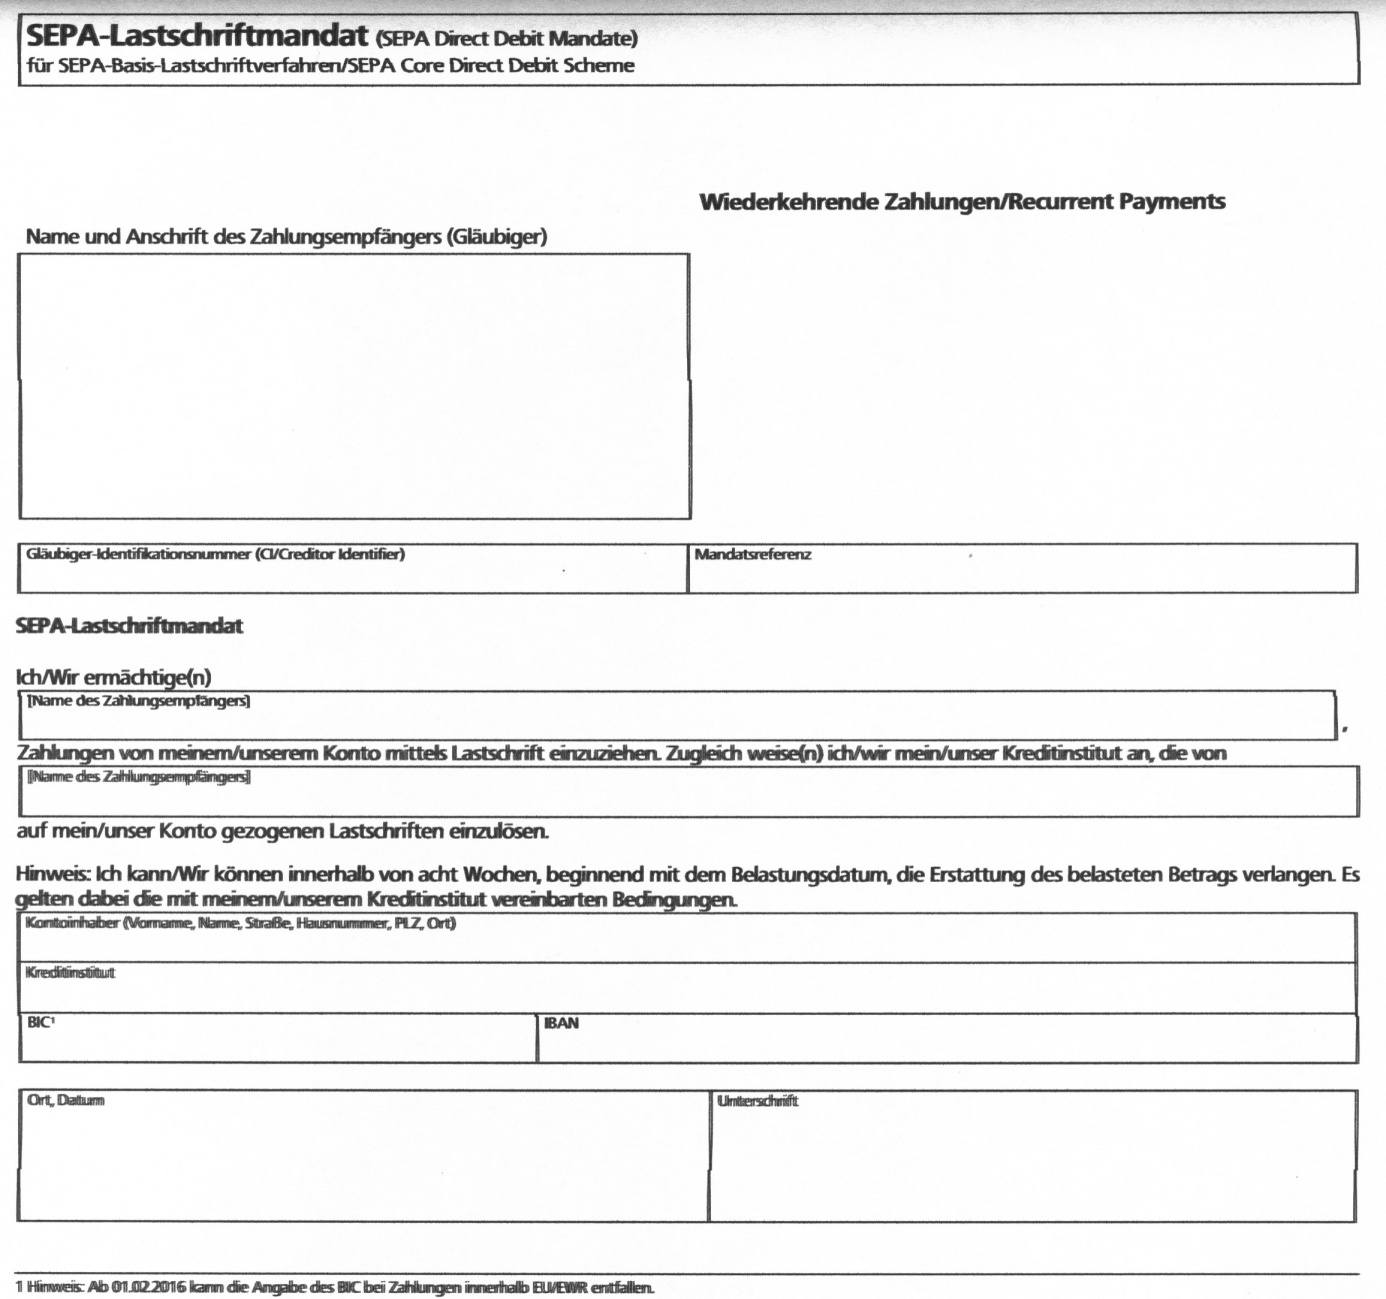 SEPA-Lastschriftmandat (SEPA Direct Debit Mandate)
für SEPA-Basis-Lastschriftverfahren/SEPA Core Direct Debit Scheme
Wiederkehrende Zahlungen/Recurrent Payments
Name und Anschrift des Zahlungsempfängers (Gläubiger)
Gläubiger-Identifikationsnummer (CI/Creditor Identifier)
Mandatsreferenz
SEPA-Lastschriftmandat
Ich/Wir ermächtige(n)
[Name des Zahlungsempfängers]
,
Zahlungen von meinem/unserem Konto mittels Lastschrift einzuziehen. Zugleich weise(n) ich/wir mein/unser Kreditinstitut an, die von
[Name des Zahlungsempfängers]
auf mein/unser Konto gezogenen Lastschriften einzulösen.
Hinweis: Ich kann/Wir können innerhalb von acht Wochen, beginnend mit dem Belastungsdatum, die Erstattung des belasteten Betrags verlangen. Es
gelten dabei die mit meinem/unserem Kreditinstitut vereinbarten Bedingungen.
Kontoinhaber (Vorname, Name, Straße, Hausnummer, PLZ, Ort)
Kreditinstitut
BIC¹
IBAN
Ort, Datum
Unterschrift
1 Hinweis: Ab 01.02.2016 kann die Angabe des BIC bei Zahlungen innerhalb EU/EWR entfallen.